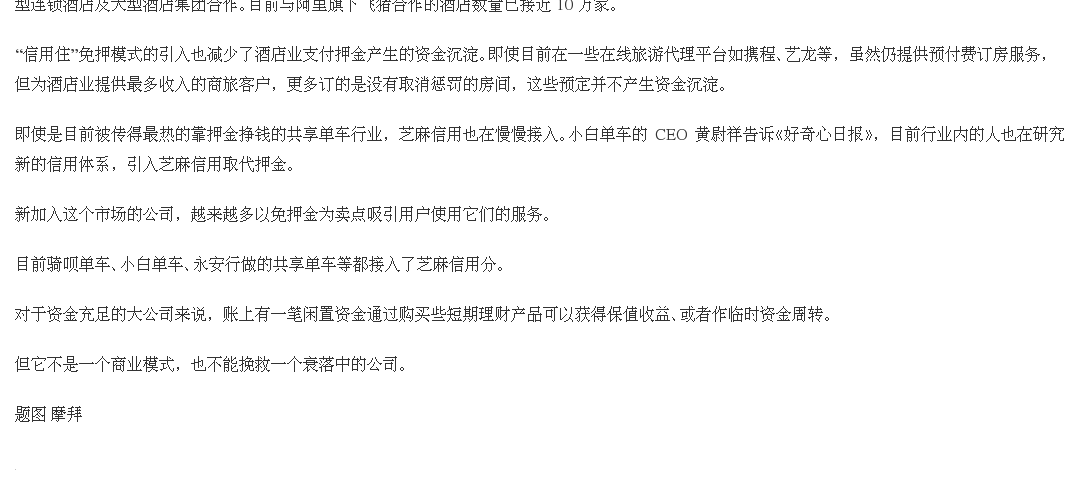 型连锁酒店及大型酒店集团合作。目前与阿里旗下飞猪合作的酒店数量已接近 10 万家。
“信用住”免押模式的引入也减少了酒店业支付押金产生的资金沉淀。即使目前在一些在线旅游代理平台如携程、艺龙等，虽然仍提供预付费订房服务，
但为酒店业提供最多收入的商旅客户，更多订的是没有取消惩罚的房间，这些预定并不产生资金沉淀。
即使是目前被传得最热的靠押金挣钱的共享单车行业，芝麻信用也在慢慢接入。小白单车的 CEO 黄尉祥告诉《好奇心日报》，目前行业内的人也在研究
新的信用体系，引入芝麻信用取代押金。
新加入这个市场的公司，越来越多以免押金为卖点吸引用户使用它们的服务。
目前骑呗单车、小白单车、永安行做的共享单车等都接入了芝麻信用分。
对于资金充足的大公司来说，账上有一笔闲置资金通过购买些短期理财产品可以获得保值收益、或者作临时资金周转。
但它不是一个商业模式，也不能挽救一个衰落中的公司。
题图 摩拜